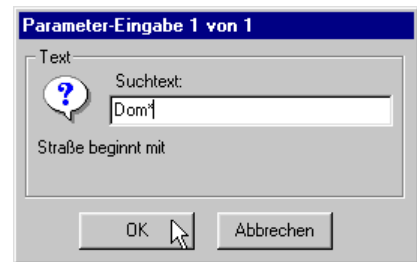 Parameter-Eingabe 1 von 1
Text
Suchtext:
Dom*
Straße beginnt mit
OK
Abbrechen